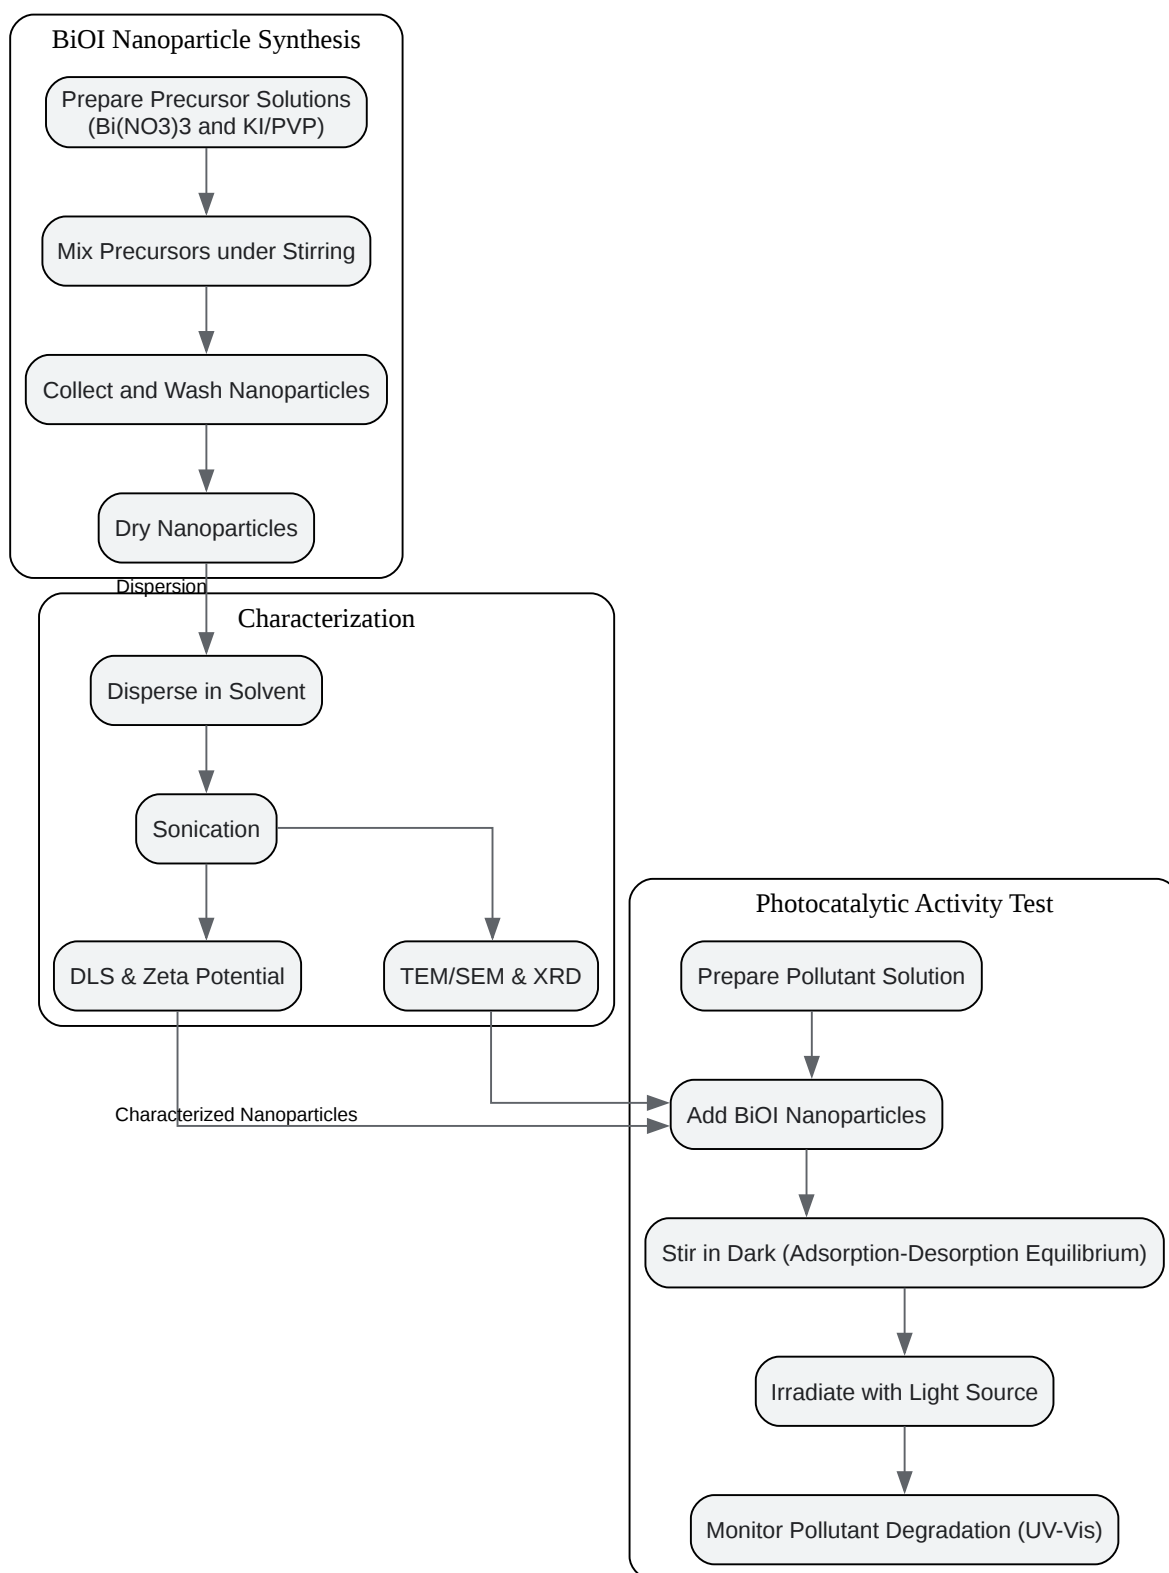 BiOI Nanoparticle Synthesis
Prepare Precursor Solutions
(Bi(NO3)3 and KI/PVP)
Mix Precursors under Stirring
Collect and Wash Nanoparticles
Dry Nanoparticles
Dispersion
Characterization
Disperse in Solvent
Sonication
DLS & Zeta Potential
TEM/SEM & XRD
Characterized Nanoparticles
Photocatalytic Activity Test
Prepare Pollutant Solution
Add BiOI Nanoparticles
Stir in Dark (Adsorption-Desorption Equilibrium)
Irradiate with Light Source
Monitor Pollutant Degradation (UV-Vis)